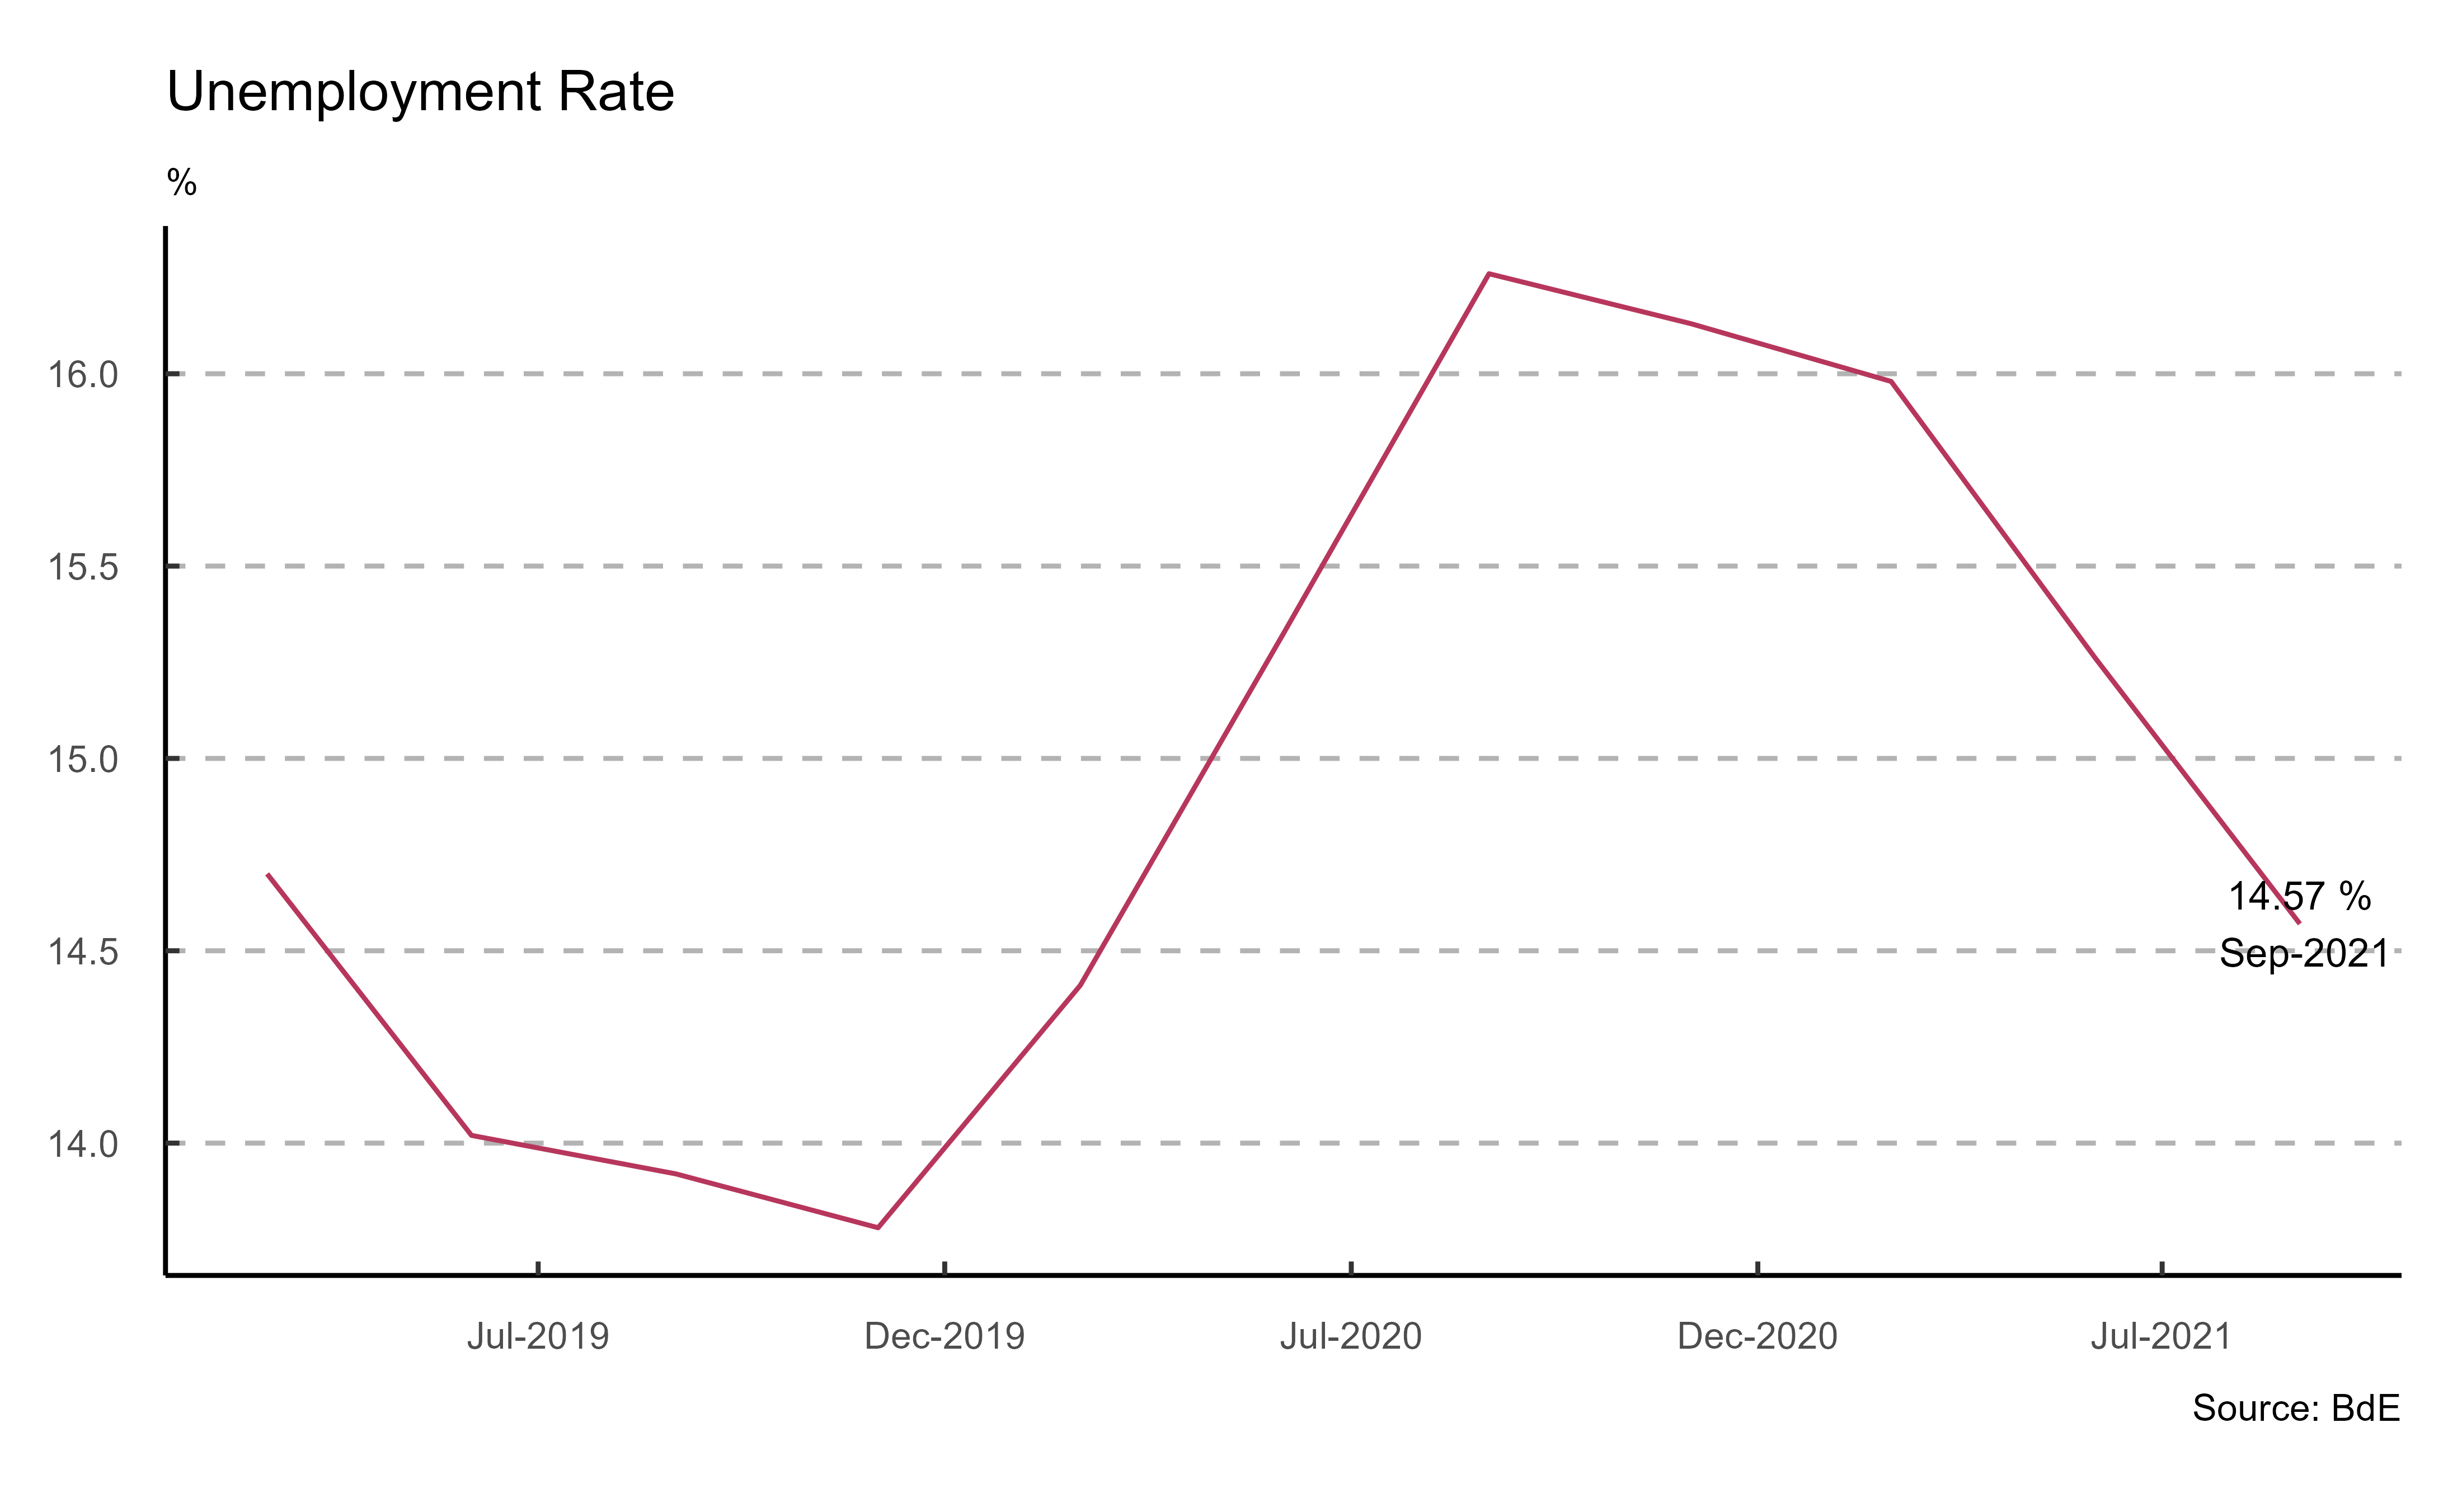 Unemployment Rate
%
16.0
15.5
15.0
14.5
14.0
14.57 %
Sep-2021
Jul-2019
Dec-2019
Jul-2020
Dec-2020
Jul-2021
Source: BdE